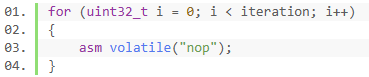 01. for (uint32_t i = 0; i < iteration; i++)
02. {
03.     asm volatile("nop");
04. }